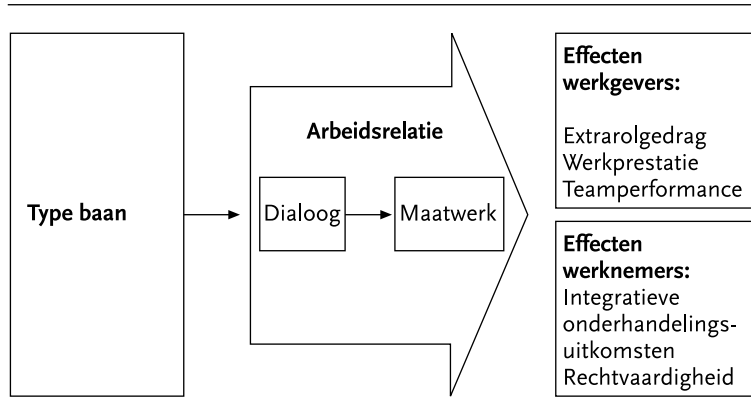 Type baan
Arbeidsrelatie
Dialoog
Maatwerk
Effecten
werkgevers:
Extrarolgedrag
Werkprestatie
Teamperformance
Effecten
werknemers:
Integratieve
onderhandelings-
uitkomsten
Rechtvaardigheid